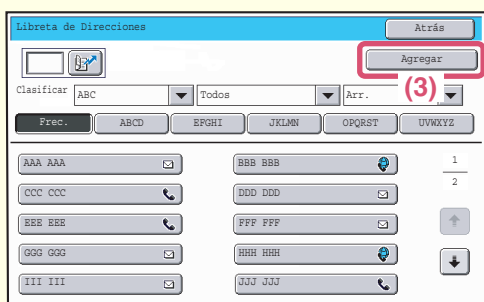 Libreta de Direcciones Atrás
Agregar
(3)
Clasificar ABC Todos Arr.
Frec. ABCD EFGHI JKLMN OPQRST UVWXYZ
AAA AAA BBB BBB 1
CCC CCC DDD DDD 2
EEE EEE FFF FFF
GGG GGG HHH HHH
III III JJJ JJJ